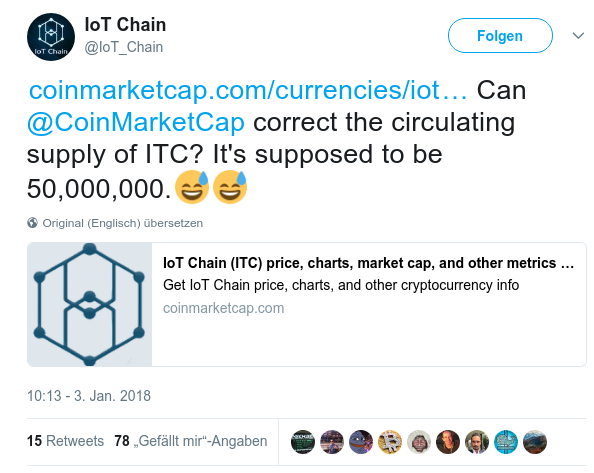 IoT Chain
IoT Chain
@IoT_Chain
Folgen
coinmarketcap.com/currencies/iot… Can
@CoinMarketCap correct the circulating
supply of ITC? It's supposed to be
50,000,000.😅😅
Original (Englisch) übersetzen
IoT Chain (ITC) price, charts, market cap, and other metrics ...
Get IoT Chain price, charts, and other cryptocurrency info
coinmarketcap.com
10:13 - 3. Jan. 2018
15 Retweets 78 „Gefällt mir“-Angaben